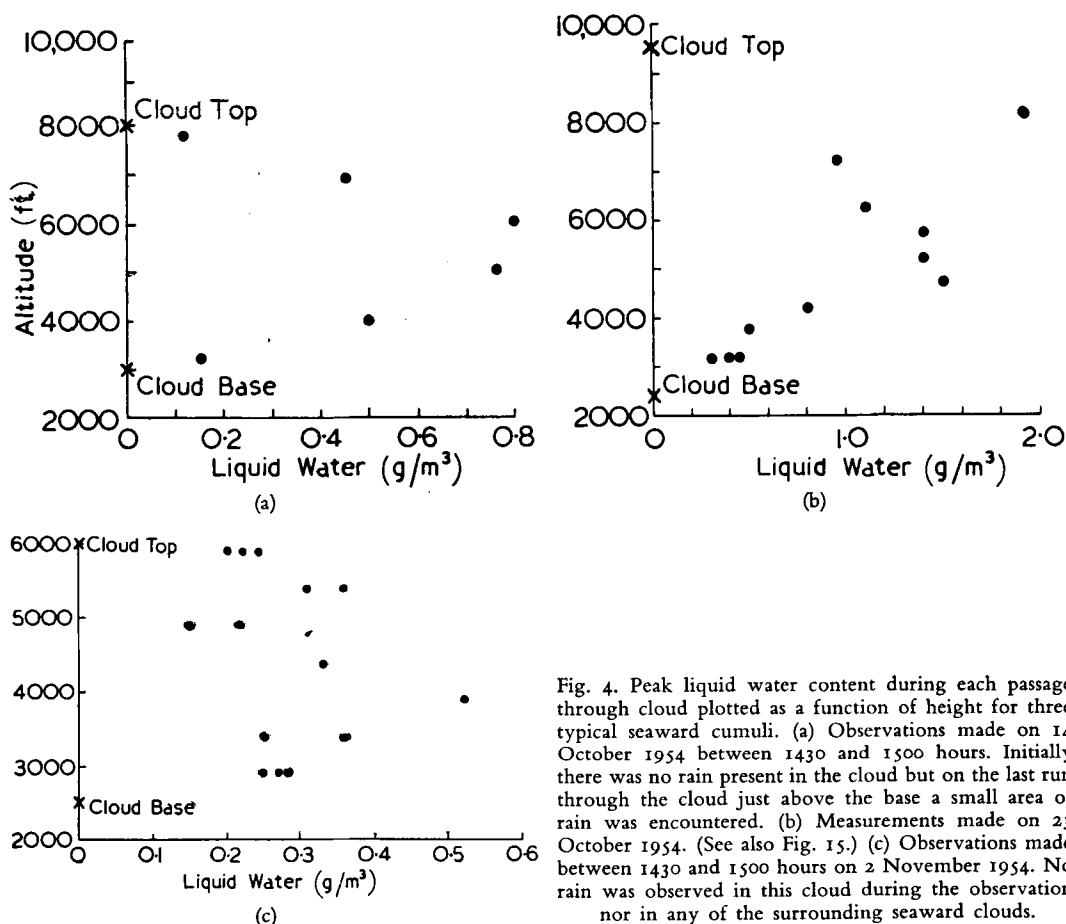 10,000
Cloud Top
8000
6000
4000
Cloud Base
2000
Altitude (ft.)
0 0·2 0·4 0·6 0·8
Liquid Water (g/m³)
(a)
10,000
Cloud Top
8000
6000
4000
Cloud Base
2000
0 1·0 2·0
Liquid Water (g/m³)
(b)
6000 Cloud Top
5000
4000
3000
Cloud Base
2000
0 0·1 0·2 0·3 0·4 0·5 0·6
Liquid Water (g/m³)
(c)
Fig. 4. Peak liquid water content during each passage
through cloud plotted as a function of height for three
typical seaward cumuli. (a) Observations made on 14
October 1954 between 1430 and 1500 hours. Initially
there was no rain present in the cloud but on the last run
through the cloud just above the base a small area o
rain was encountered. (b) Measurements made on 23
October 1954. (See also Fig. 15.) (c) Observations made
between 1430 and 1500 hours on 2 November 1954. No
rain was observed in this cloud during the observation
nor in any of the surrounding seaward clouds.